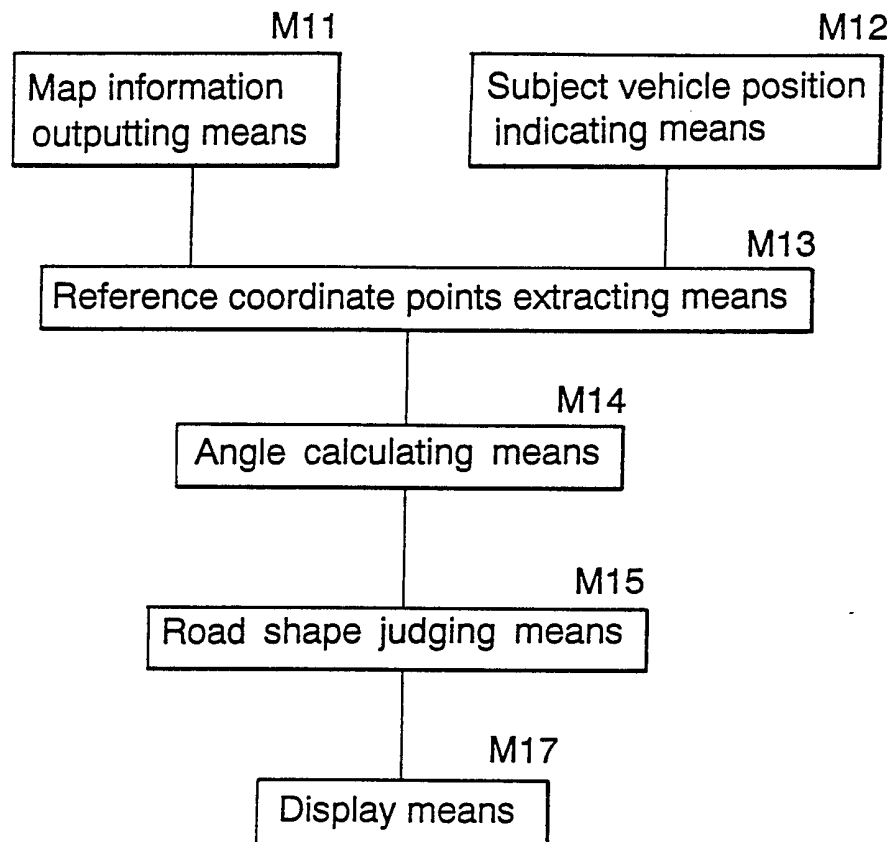 M11
M12
Map information
outputting means
Subject vehicle position
indicating means
M13
Reference coordinate points extracting means
M14
Angle calculating means
M15
Road shape judging means
M17
Display means